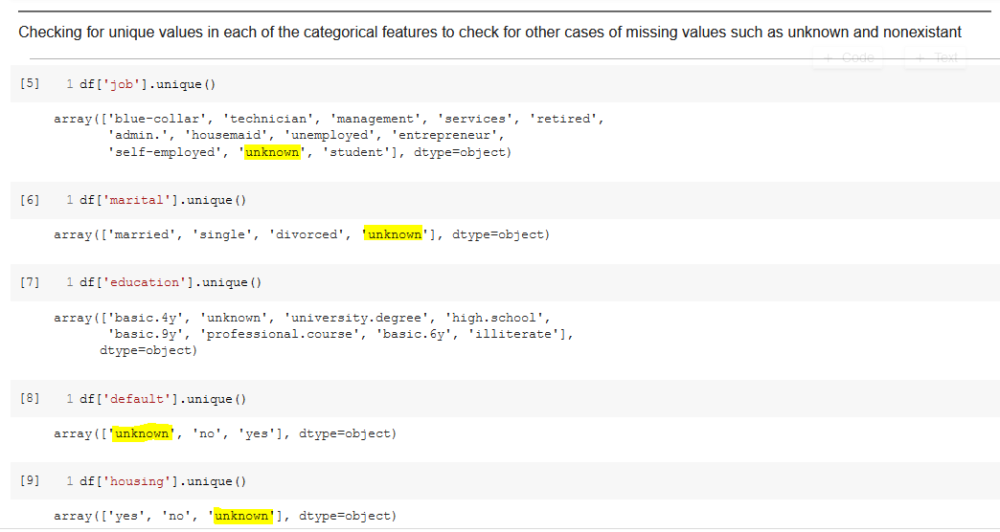 Checking for unique values in each of the categorical features to check for other cases of missing values such as unknown and nonexistant
+ Code + Text
[5] 1 df['job'].unique()
array(['blue-collar', 'technician', 'management', 'services', 'retired',
'admin.', 'housemaid', 'unemployed', 'entrepreneur',
'self-employed', 'unknown', 'student'], dtype=object)
[6] 1 df['marital'].unique()
array(['married', 'single', 'divorced', 'unknown'], dtype=object)
[7] 1 df['education'].unique()
array(['basic.4y', 'unknown', 'university.degree', 'high.school',
'basic.9y', 'professional.course', 'basic.6y', 'illiterate'],
dtype=object)
[8] 1 df['default'].unique()
array(['unknown', 'no', 'yes'], dtype=object)
[9] 1 df['housing'].unique()
array(['yes', 'no', 'unknown'], dtype=object)